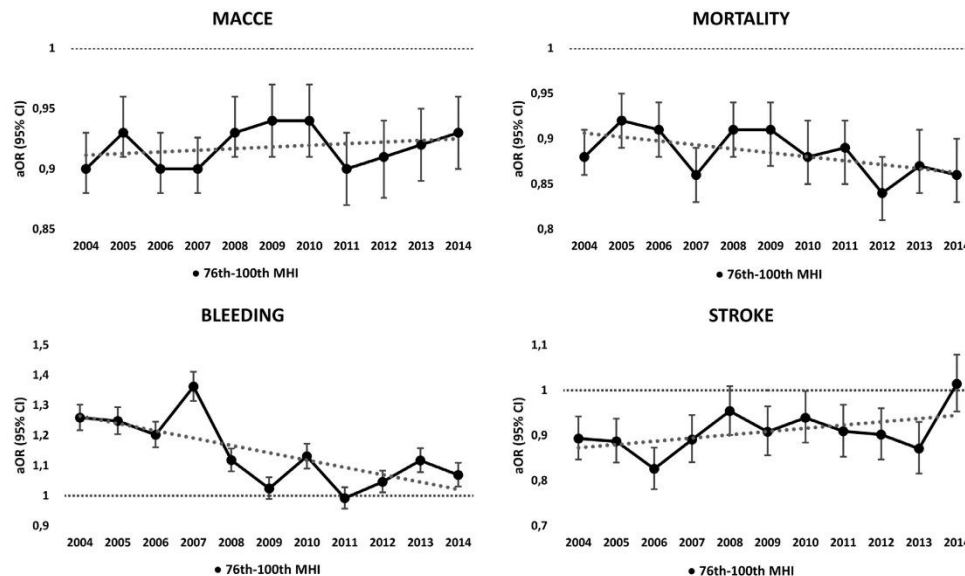 MACCE
1
0,95
0,9
0,85
aOR (95% CI)
2004 2005 2006 2007 2008 2009 2010 2011 2012 2013 2014
● 76th-100th MHI
MORTALITY
1
0,95
0,9
0,85
0,8
aOR (95% CI)
2004 2005 2006 2007 2008 2009 2010 2011 2012 2013 2014
● 76th-100th MHI
BLEEDING
1,5
1,4
1,3
1,2
1,1
1
0,9
aOR (95% CI)
2004 2005 2006 2007 2008 2009 2010 2011 2012 2013 2014
● 76th-100th MHI
STROKE
1,1
1
0,9
0,8
0,7
aOR (95% CI)
2004 2005 2006 2007 2008 2009 2010 2011 2012 2013 2014
● 76th-100th MHI